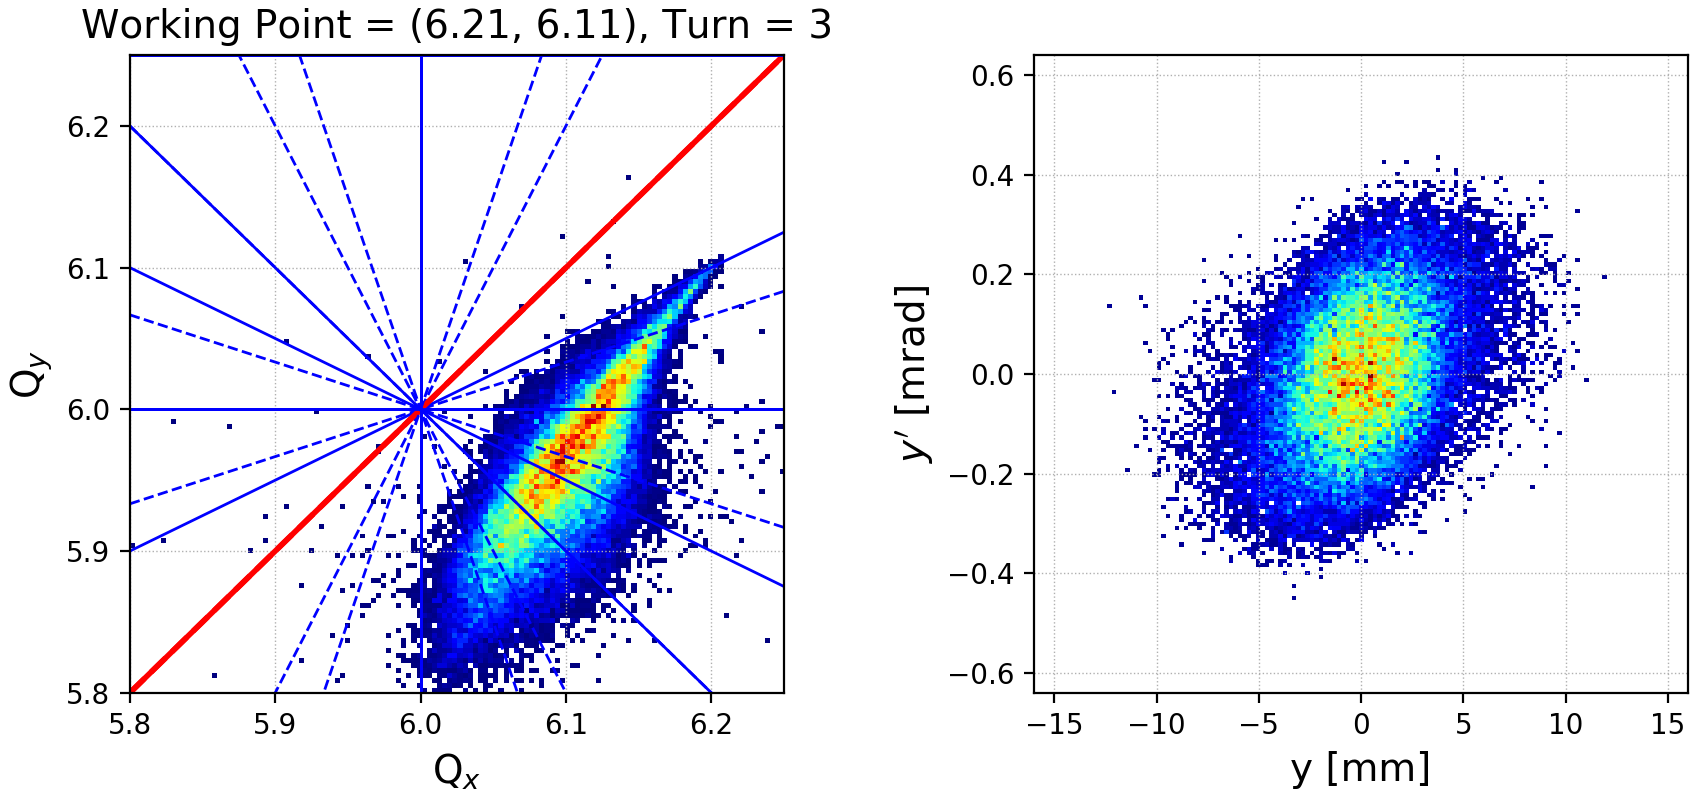 Working Point = (6.21, 6.11), Turn = 3
6.2
6.1
6.0
5.9
5.8
Q_y
5.8 5.9 6.0 6.1 6.2
Q_x
0.6
0.4
0.2
0.0
−0.2
−0.4
−0.6
y′ [mrad]
−15 −10 −5 0 5 10 15
y [mm]